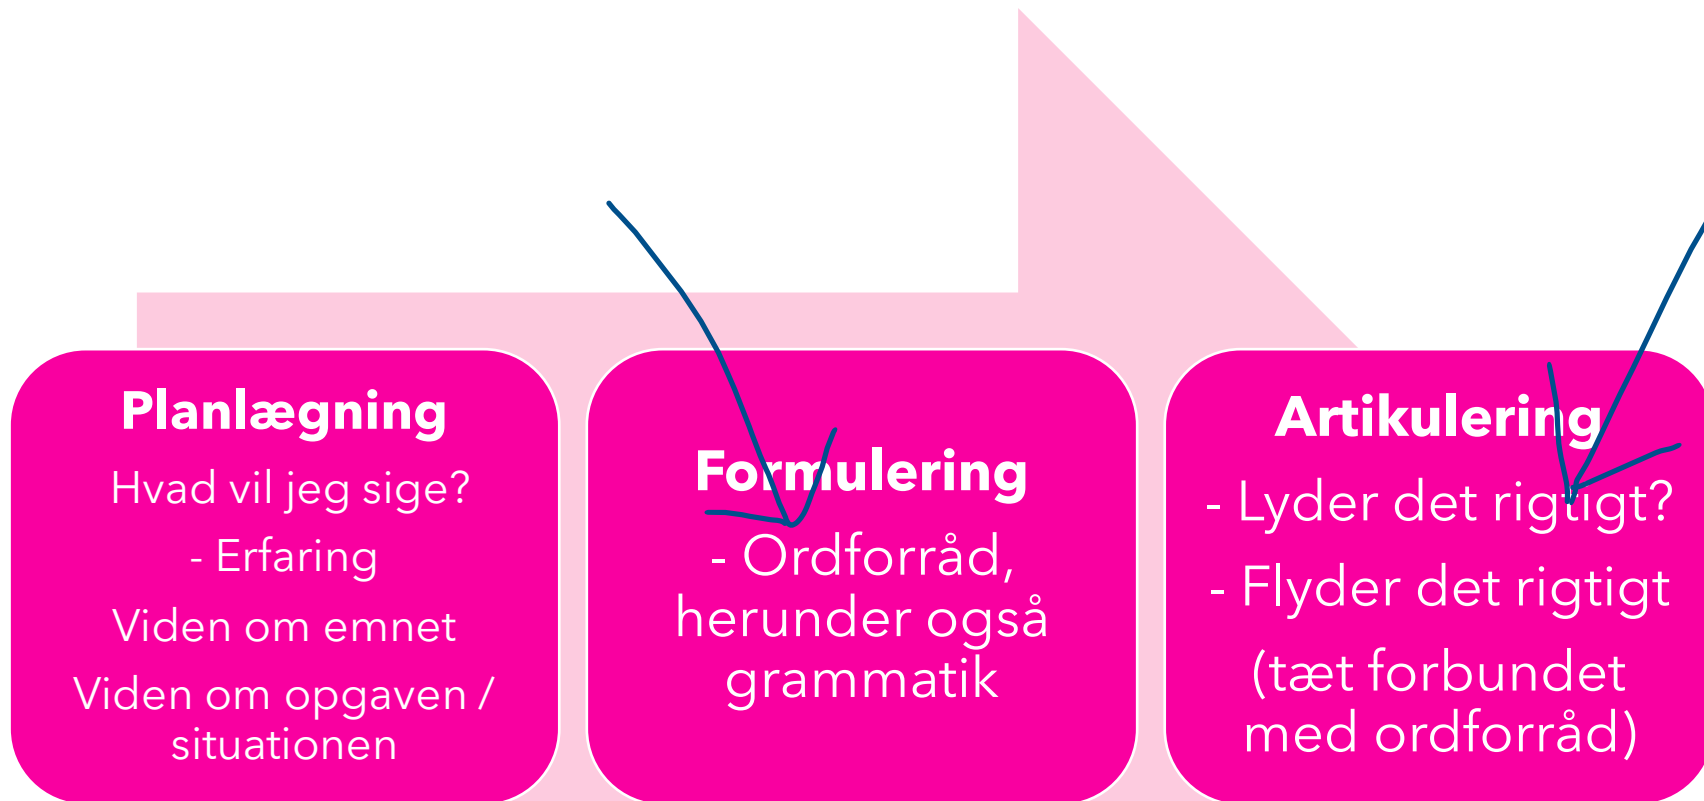 Planlægning
Hvad vil jeg sige?
- Erfaring
Viden om emnet
Viden om opgaven /
situationen
Formulering
- Ordforråd,
herunder også
grammatik
Artikulering
- Lyder det rigtigt?
- Flyder det rigtigt
(tæt forbundet
med ordforråd)